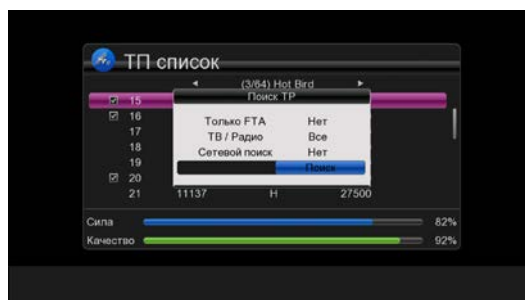 ТП список
◄ (3/64) Hot Bird ►
15
Поиск TP
16
Только FTA Нет
17
ТВ / Радио Все
18
Сетевой поиск Нет
19
Поиск
20
21 11137 H 27500
Сила 82%
Качество 92%